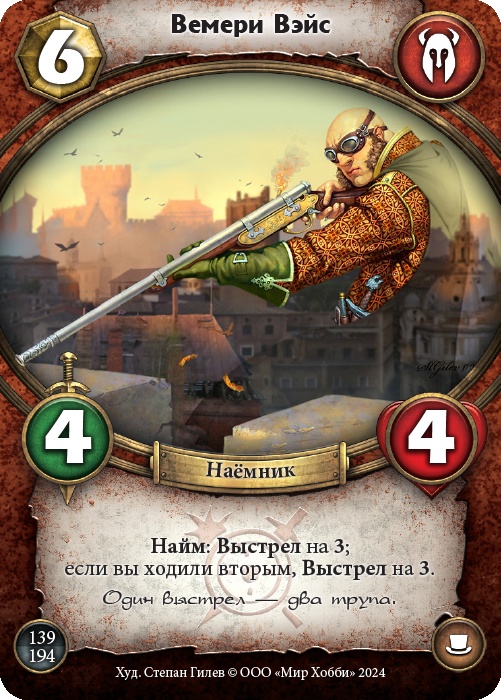 6
Вемери Вэйс
4
4
Наёмник
Найм: Выстрел на 3;
если вы ходили вторым, Выстрел на 3.
Один выстрел — два трупа.
139
194
Худ. Степан Гилев © ООО «Мир Хобби» 2024